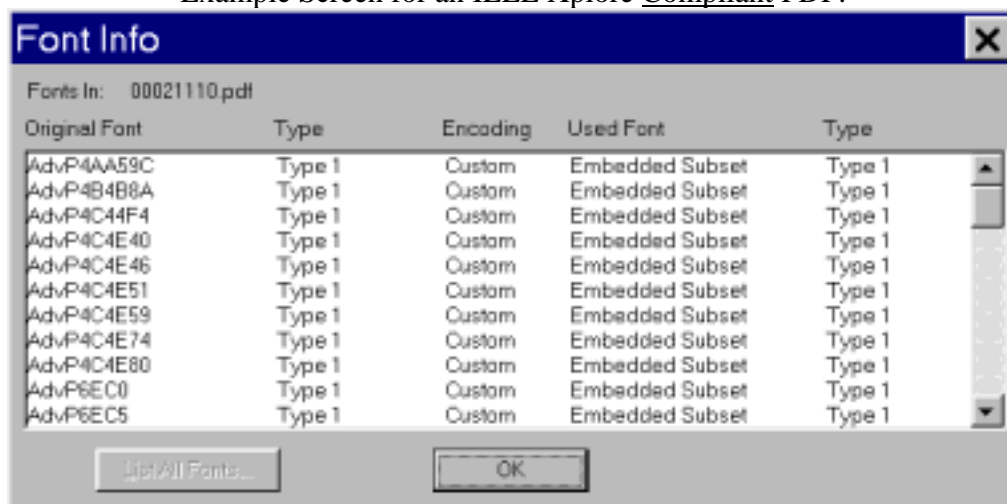 Example Screen for an IEEE Xplore Compliant PDF:
Font Info
Fonts In: 00021110.pdf
Original Font Type Encoding Used Font Type
AdvP4AA59C Type 1 Custom Embedded Subset Type 1
AdvP4B4B8A Type 1 Custom Embedded Subset Type 1
AdvP4C44F4 Type 1 Custom Embedded Subset Type 1
AdvP4C4E40 Type 1 Custom Embedded Subset Type 1
AdvP4C4E46 Type 1 Custom Embedded Subset Type 1
AdvP4C4E51 Type 1 Custom Embedded Subset Type 1
AdvP4C4E59 Type 1 Custom Embedded Subset Type 1
AdvP4C4E74 Type 1 Custom Embedded Subset Type 1
AdvP4C4E80 Type 1 Custom Embedded Subset Type 1
AdvP6EC0 Type 1 Custom Embedded Subset Type 1
AdvP6EC5 Type 1 Custom Embedded Subset Type 1
List All Fonts... OK